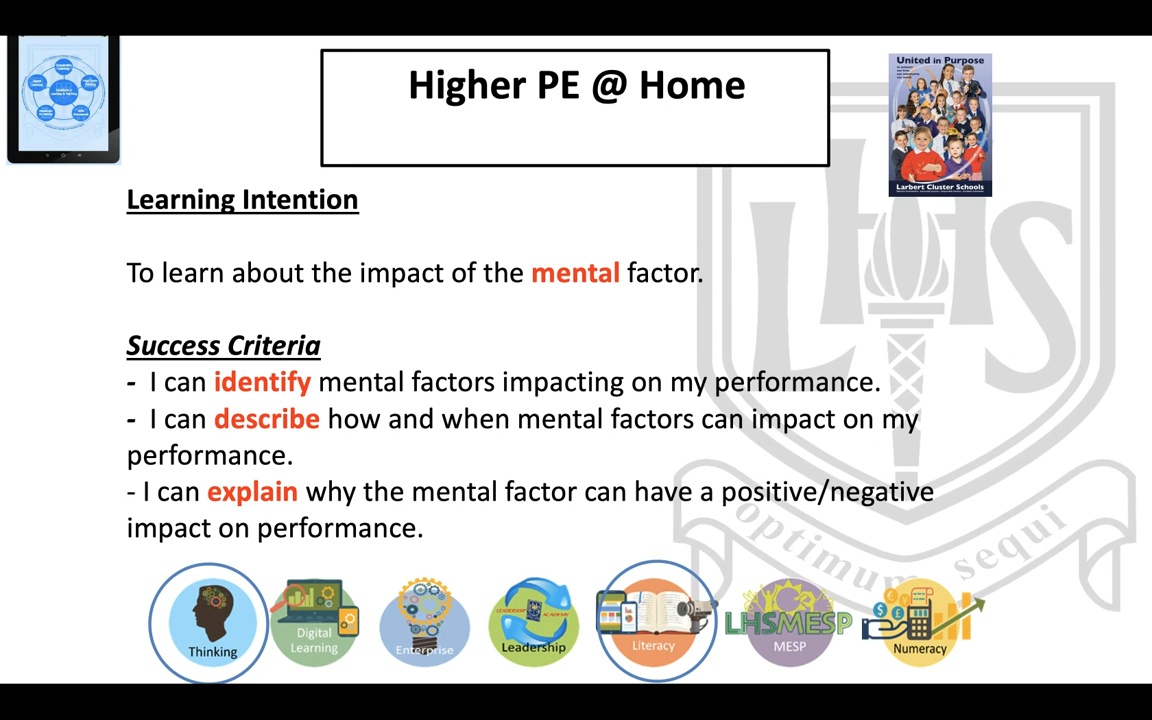 Higher PE @ Home
United in Purpose
Larbert Cluster Schools
Learning Intention
To learn about the impact of the mental factor.
Success Criteria
- I can identify mental factors impacting on my performance.
- I can describe how and when mental factors can impact on my
performance.
- I can explain why the mental factor can have a positive/negative
impact on performance.
LHS
optimum sequi
Thinking
Digital
Learning
Enterprise
LEADERSHIP
ACADEMY
Leadership
Literacy
LHSMESP
MESP
Numeracy